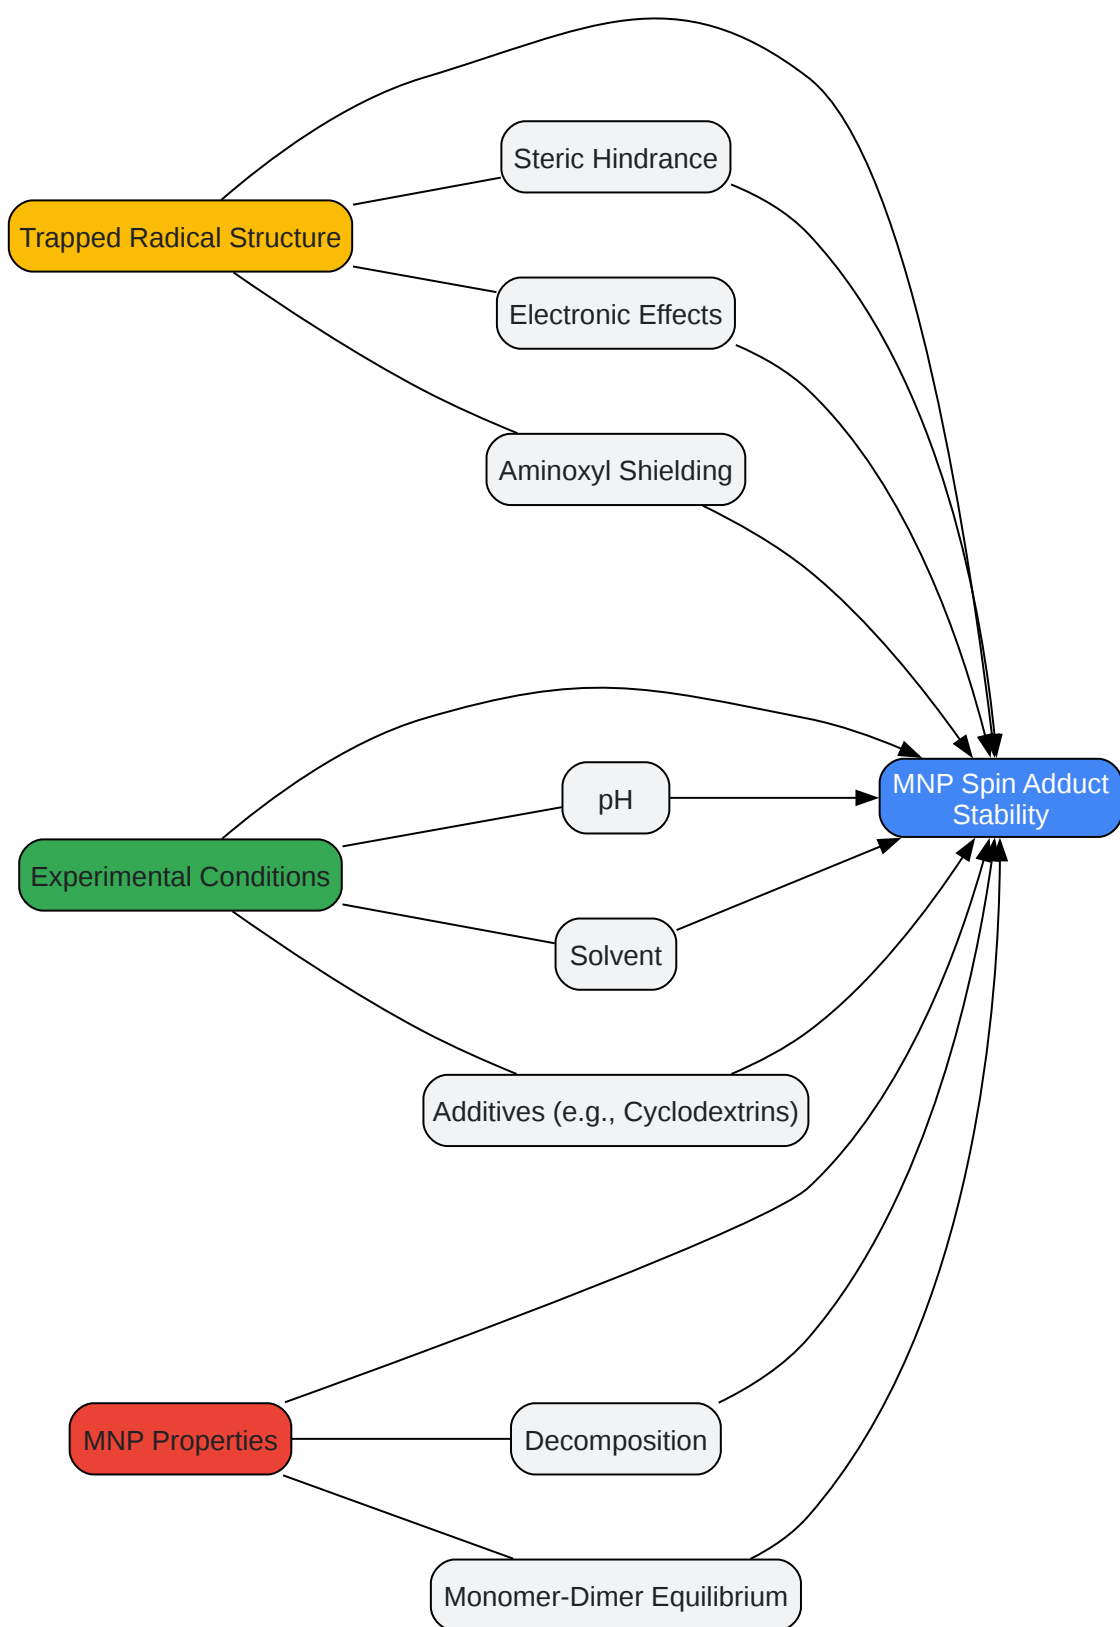 Steric Hindrance
Trapped Radical Structure
Electronic Effects
Aminoxyl Shielding
MNP Spin Adduct
Stability
pH
Experimental Conditions
Solvent
Additives (e.g., Cyclodextrins)
MNP Properties
Decomposition
Monomer-Dimer Equilibrium